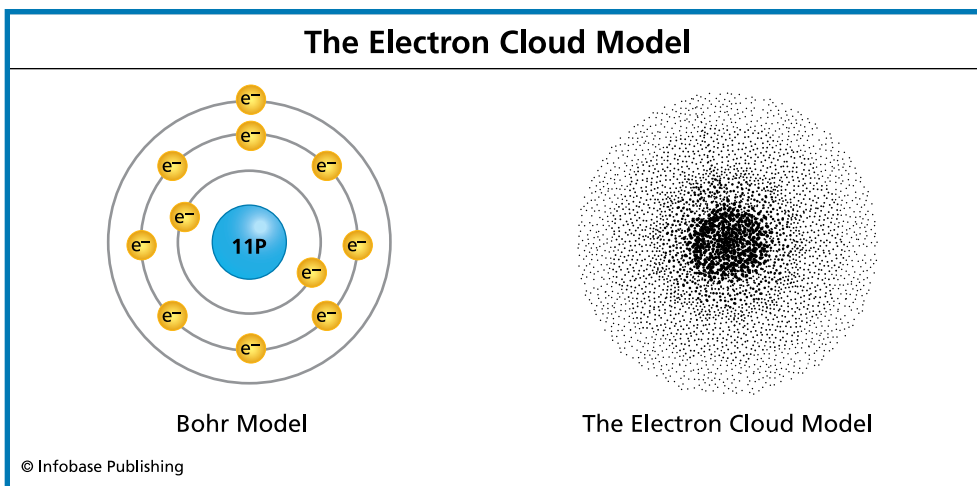 The Electron Cloud Model
e⁻
e⁻
e⁻
e⁻
e⁻
e⁻
11P
e⁻
e⁻
e⁻
e⁻
e⁻
Bohr Model
The Electron Cloud Model
© Infobase Publishing